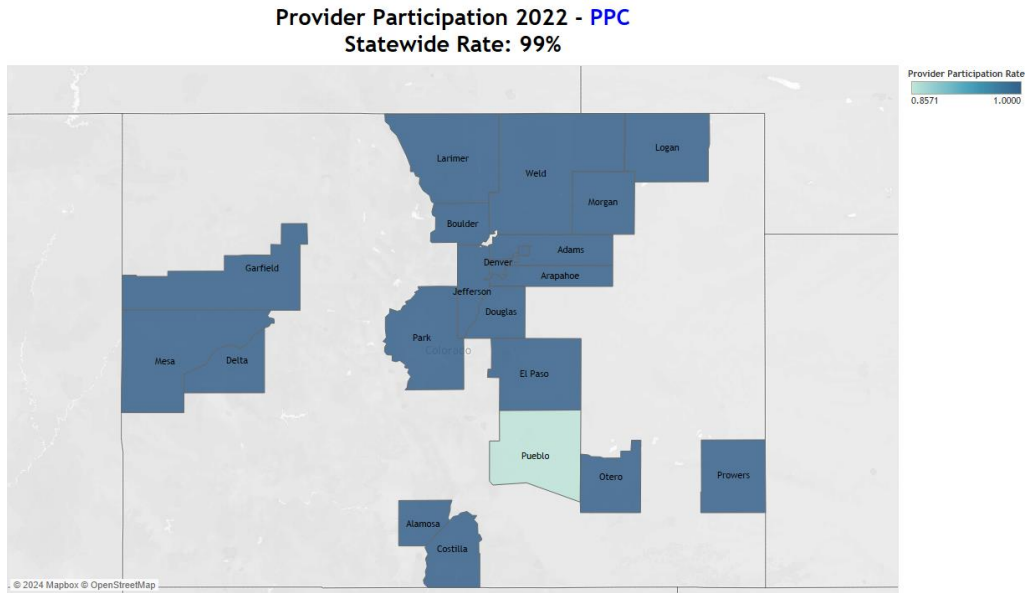 Provider Participation 2022 - PPC
Statewide Rate: 99%
Provider Participation Rate
0.8571 1.0000
Larimer
Logan
Weld
Morgan
Boulder
Adams
Denver
Garfield
Arapahoe
Jefferson
Douglas
Park
Colorado
Mesa
Delta
El Paso
Pueblo
Otero
Prowers
Alamosa
Costilla
© 2024 Mapbox © OpenStreetMap